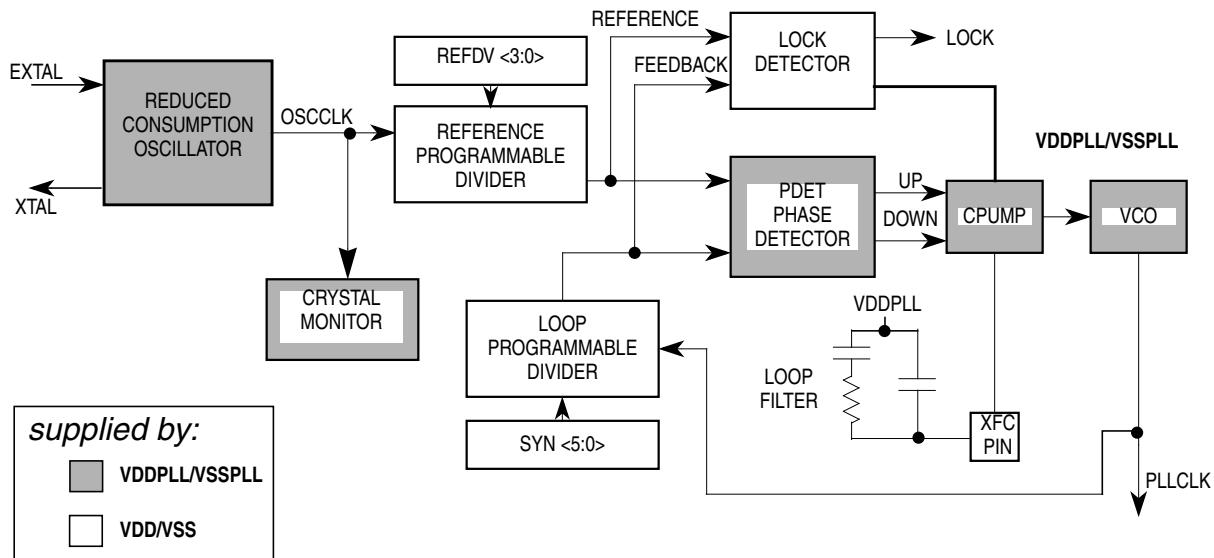 REFERENCE
REFDV <3:0>
LOCK
DETECTOR
LOCK
EXTAL
FEEDBACK
REDUCED
CONSUMPTION
OSCILLATOR
OSCCLK
REFERENCE
PROGRAMMABLE
DIVIDER
VDDPLL/VSSPLL
XTAL
PDET
PHASE
DETECTOR
UP
DOWN
CPUMP
VCO
CRYSTAL
MONITOR
LOOP
PROGRAMMABLE
DIVIDER
VDDPLL
LOOP
FILTER
XFC
PIN
SYN <5:0>
supplied by:
VDDPLL/VSSPLL
VDD/VSS
PLLCLK